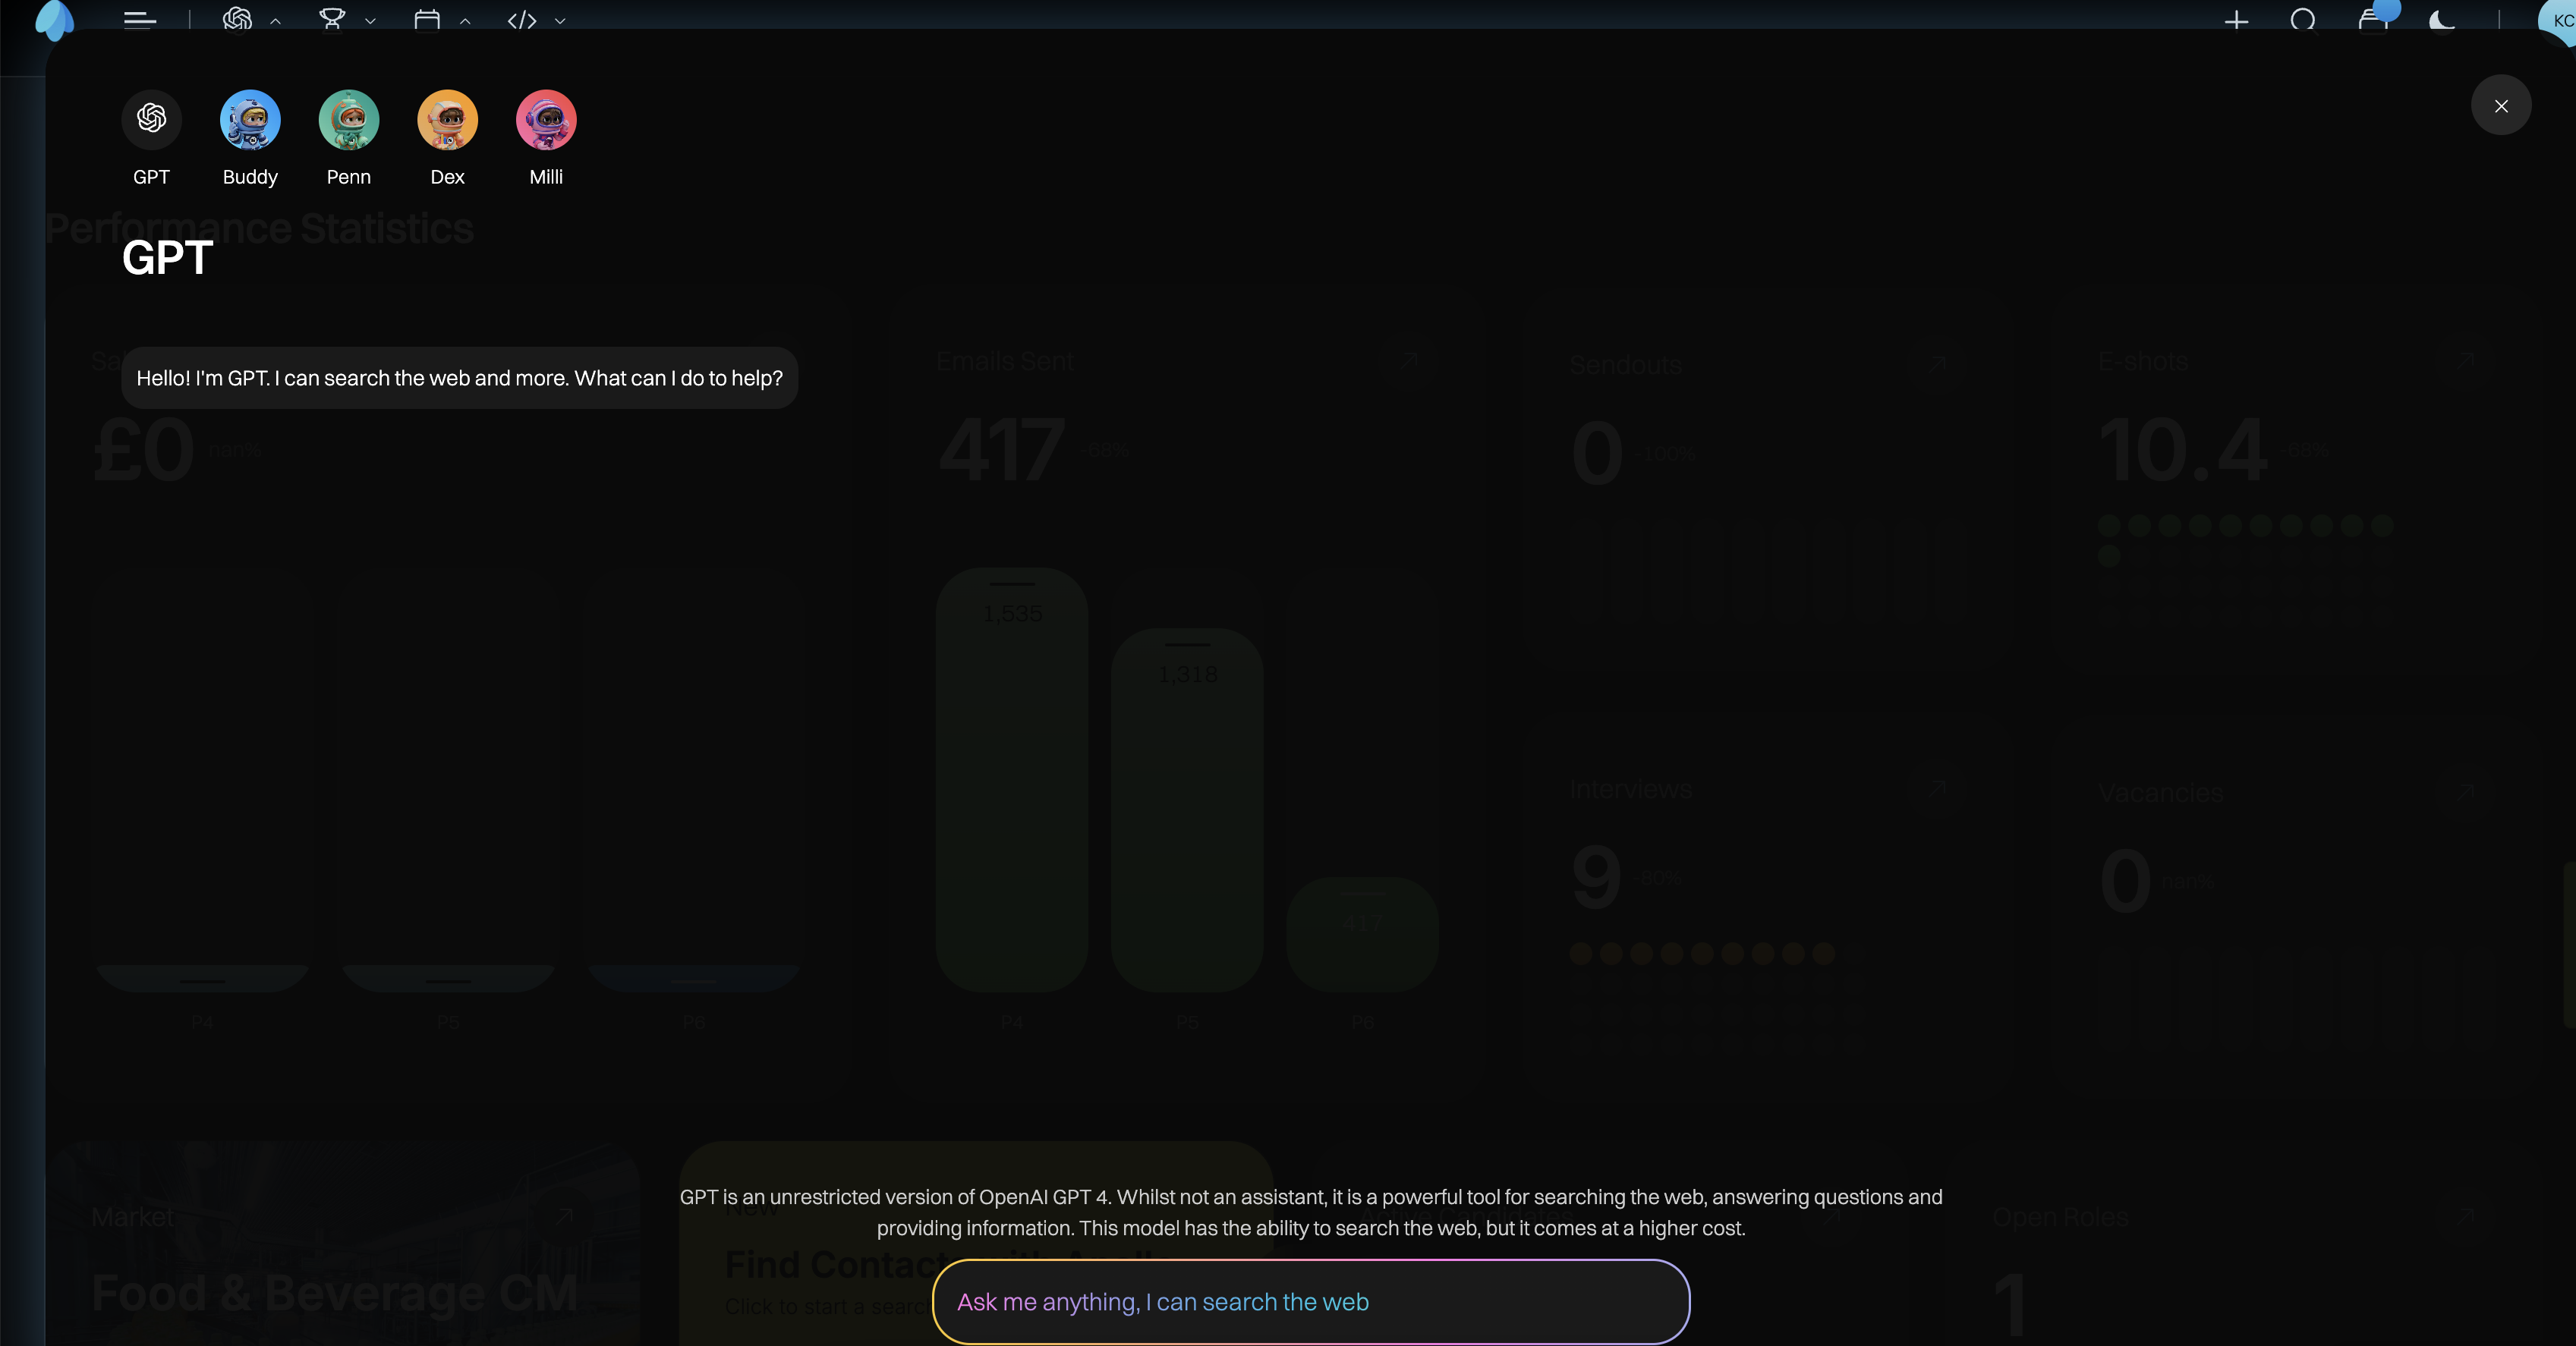 KC
GPT
Buddy
Penn
Dex
Milli
Performance Statistics
GPT
Hello! I'm GPT. I can search the web and more. What can I do to help?
£0 nan%
Emails Sent
417 -68%
1,535
1,318
417
P4
P5
P6
P4
P5
P6
Sendouts
0 -100%
E-shots
10.4 -68%
Interviews
9 -80%
Vacancies
0 nan%
Market
Food & Beverage CM
New
Find Contacts with
Click to start a search
Active Candidates
Open Roles
1
GPT is an unrestricted version of OpenAI GPT 4. Whilst not an assistant, it is a powerful tool for searching the web, answering questions and
providing information. This model has the ability to search the web, but it comes at a higher cost.
Ask me anything, I can search the web